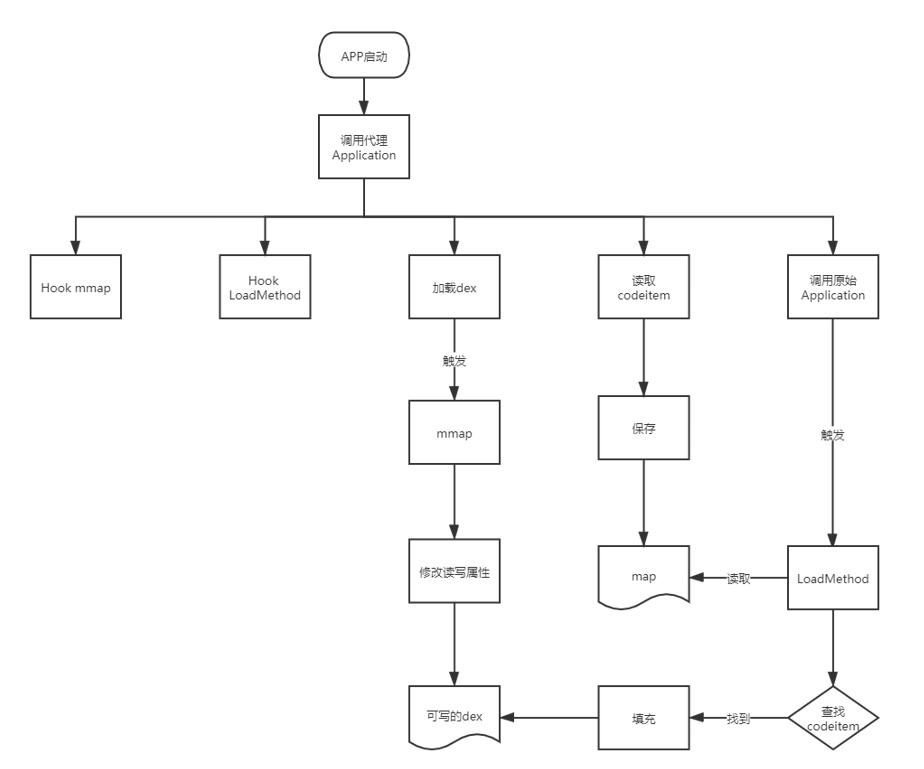 APP启动
调用代理
Application
Hook mmap
Hook
LoadMethod
加载dex
读取
codeitem
调用原始
Application
触发
mmap
保存
触发
修改读写属性
map
读取
LoadMethod
可写的dex
填充
找到
查找
codeitem